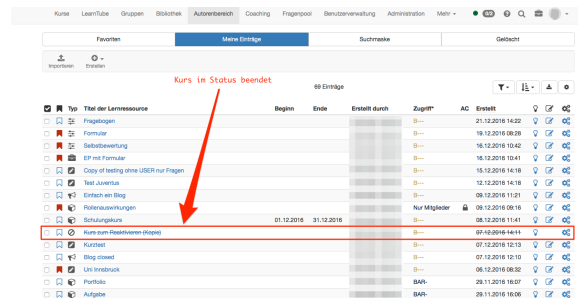 Kurse LearnTube Gruppen Bibliothek Autorenbereich Coaching Fragenpool Benutzerverwaltung Administration Mehr
Favoriten Meine Einträge Suchmaske Gelöscht
Importieren Erstellen
Kurs im Status beendet
69 Einträge
Typ Titel der Lernressource Beginn Ende Erstellt durch Zugriff* AC Erstellt
Fragebogen B--- 21.12.2016 14:22
Formular B--- 19.12.2016 08:28
Selbstbewertung B--- 16.12.2016 10:42
EP mit Formular B--- 16.12.2016 10:41
Copy of testing ohne USER nur Fragen B--- 15.12.2016 14:18
Test Juventus B--- 12.12.2016 14:18
Einfach ein Blog B--- 09.12.2016 11:21
Rollenauswirkungen Nur Mitglieder 09.12.2016 09:16
Schulungskurs 01.12.2016 31.12.2016 B--- 08.12.2016 11:41
Kurs zum Reaktivieren (Kopie) B--- 07.12.2016 14:11
Kurztest B--- 07.12.2016 12:13
Blog closed B--- 07.12.2016 12:10
Uni Innsbruck B--- 06.12.2016 08:32
Portfolio BAR- 29.11.2016 16:07
Aufgabe BAR- 29.11.2016 16:06